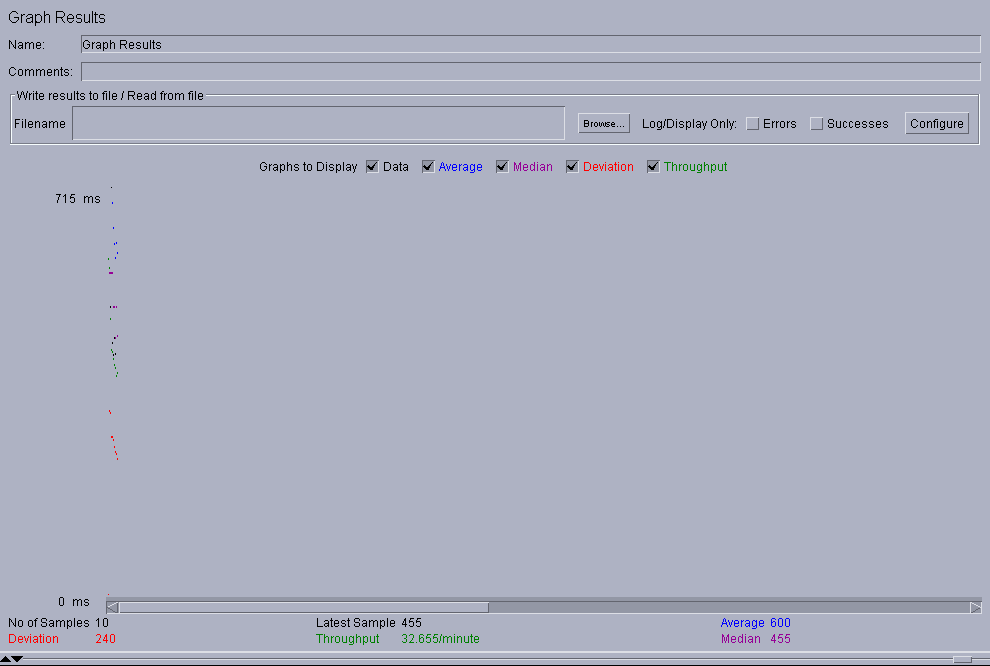 Graph Results
Name: Graph Results
Comments:
Write results to file / Read from file
Filename Browse... Log/Display Only: Errors Successes Configure
Graphs to Display Data Average Median Deviation Throughput
715 ms
0 ms
No of Samples 10 Latest Sample 455 Average 600
Deviation 240 Throughput 32.655/minute Median 455